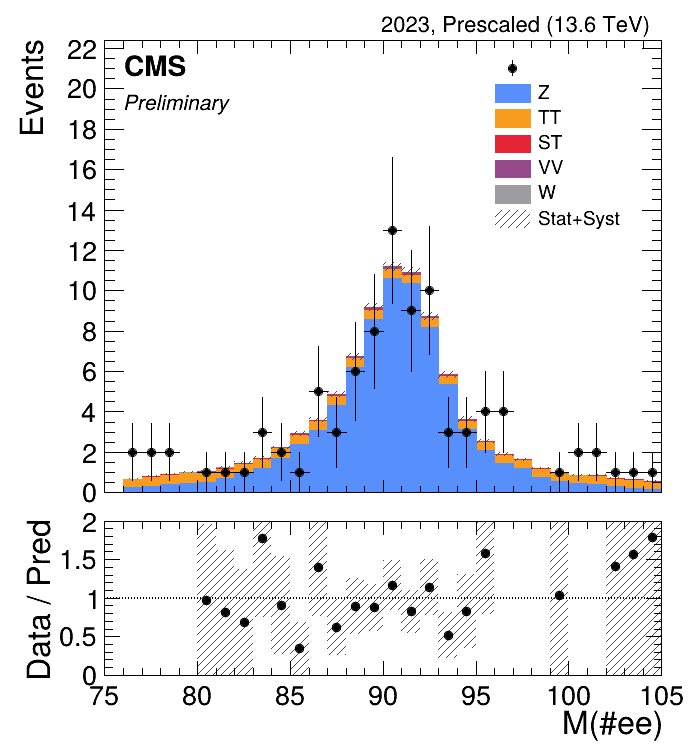 2023, Prescaled (13.6 TeV)
Events
22
20
18
16
14
12
10
8
6
4
2
0
CMS
Preliminary
Z
TT
ST
VV
W
Stat+Syst
Data / Pred
2
1.5
1
0.5
0
75 80 85 90 95 100 105
M(#ee)